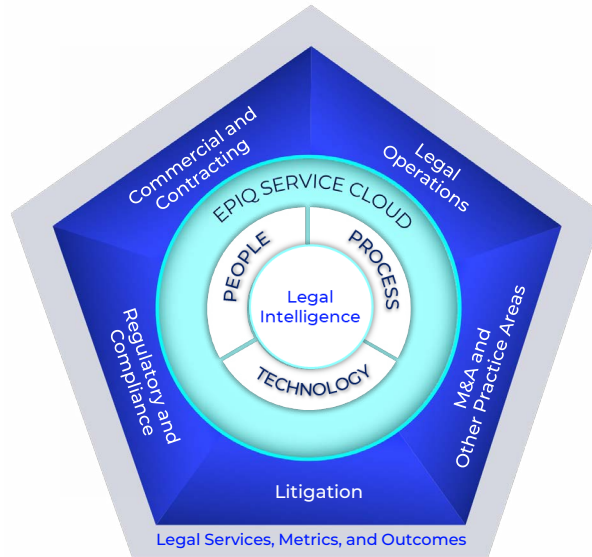 Commercial and
Contracting
Legal
Operations
EPIQ SERVICE CLOUD
PEOPLE
PROCESS
Legal
Intelligence
TECHNOLOGY
Regulatory and
Compliance
M&A and
Other Practice Areas
Litigation
Legal Services, Metrics, and Outcomes